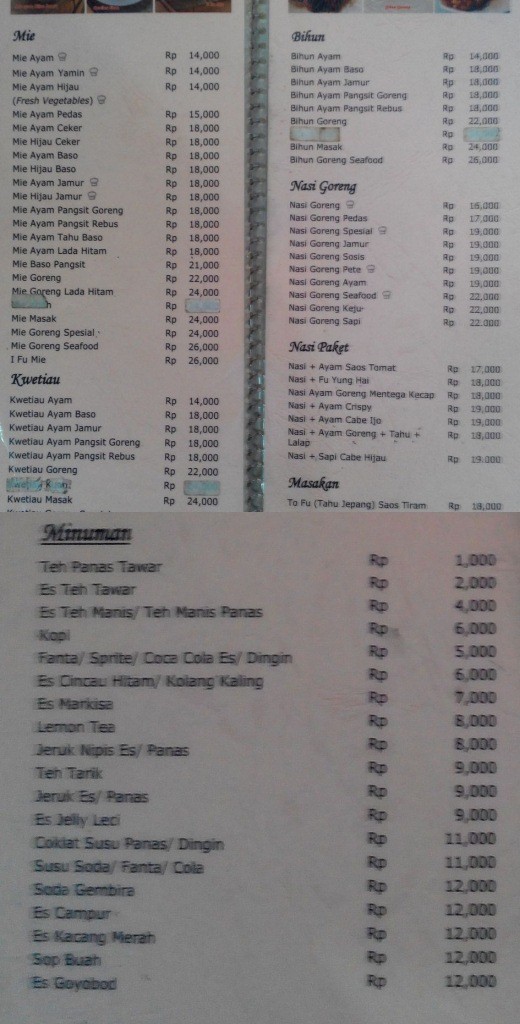 Mie
Mie Ayam Rp 14,000
Mie Ayam Yamin Rp 14,000
Mie Ayam Hijau Rp 14,000
(Fresh Vegetables)
Mie Ayam Pedas Rp 15,000
Mie Ayam Ceker Rp 18,000
Mie Hijau Ceker Rp 18,000
Mie Ayam Baso Rp 18,000
Mie Hijau Baso Rp 18,000
Mie Ayam Jamur Rp 18,000
Mie Hijau Jamur Rp 18,000
Mie Ayam Pangsit Goreng Rp 18,000
Mie Ayam Pangsit Rebus Rp 18,000
Mie Ayam Tahu Baso Rp 18,000
Mie Ayam Lada Hitam Rp 18,000
Mie Baso Pangsit Rp 21,000
Mie Goreng Rp 22,000
Mie Goreng Lada Hitam Rp 24,000
Rp
Mie Masak Rp 24,000
Mie Goreng Spesial Rp 24,000
Mie Goreng Seafood Rp 26,000
I Fu Mie Rp 26,000
Kwetiau
Kwetiau Ayam Rp 14,000
Kwetiau Ayam Baso Rp 18,000
Kwetiau Ayam Jamur Rp 18,000
Kwetiau Ayam Pangsit Goreng Rp 18,000
Kwetiau Ayam Pangsit Rebus Rp 18,000
Kwetiau Goreng Rp 22,000
Rp
Kwetiau Masak Rp 24,000
Bihun
Bihun Ayam Rp 14,000
Bihun Ayam Baso Rp 18,000
Bihun Ayam Jamur Rp 18,000
Bihun Ayam Pangsit Goreng Rp 18,000
Bihun Ayam Pangsit Rebus Rp 18,000
Bihun Goreng Rp 22,000
Rp
Bihun Masak Rp 24,000
Bihun Goreng Seafood Rp 26,000
Nasi Goreng
Nasi Goreng Rp 16,000
Nasi Goreng Pedas Rp 17,000
Nasi Goreng Spesial Rp 19,000
Nasi Goreng Jamur Rp 19,000
Nasi Goreng Sosis Rp 19,000
Nasi Goreng Pete Rp 19,000
Nasi Goreng Ayam Rp 19,000
Nasi Goreng Seafood Rp 22,000
Nasi Goreng Keju Rp 22,000
Nasi Goreng Sapi Rp 22,000
Nasi Paket
Nasi + Ayam Saos Tomat Rp 17,000
Nasi + Fu Yung Hai Rp 18,000
Nasi Ayam Goreng Mentega Kecap Rp 18,000
Nasi + Ayam Crispy Rp 19,000
Nasi + Ayam Cabe Ijo Rp 19,000
Nasi + Ayam Goreng + Tahu + Rp 18,000
Lalap
Nasi + Sapi Cabe Hijau Rp 19,000
Masakan
To Fu (Tahu Jepang) Saos Tiram Rp 18,000
Minuman
Teh Panas Tawar Rp 1,000
Es Teh Tawar Rp 2,000
Es Teh Manis/ Teh Manis Panas Rp 4,000
Kopi Rp 6,000
Fanta/ Sprite/ Coca Cola Es/ Dingin Rp 5,000
Es Cincau Hitam/ Kolang Kaling Rp 6,000
Es Markisa Rp 7,000
Lemon Tea Rp 8,000
Jeruk Nipis Es/ Panas Rp 8,000
Teh Tarik Rp 9,000
Jeruk Es/ Panas Rp 9,000
Es Jelly Leci Rp 9,000
Coklat Susu Panas/ Dingin Rp 11,000
Susu Soda/ Fanta/ Cola Rp 11,000
Soda Gembira Rp 12,000
Es Campur Rp 12,000
Es Kacang Merah Rp 12,000
Sop Buah Rp 12,000
Es Goyobod Rp 12,000